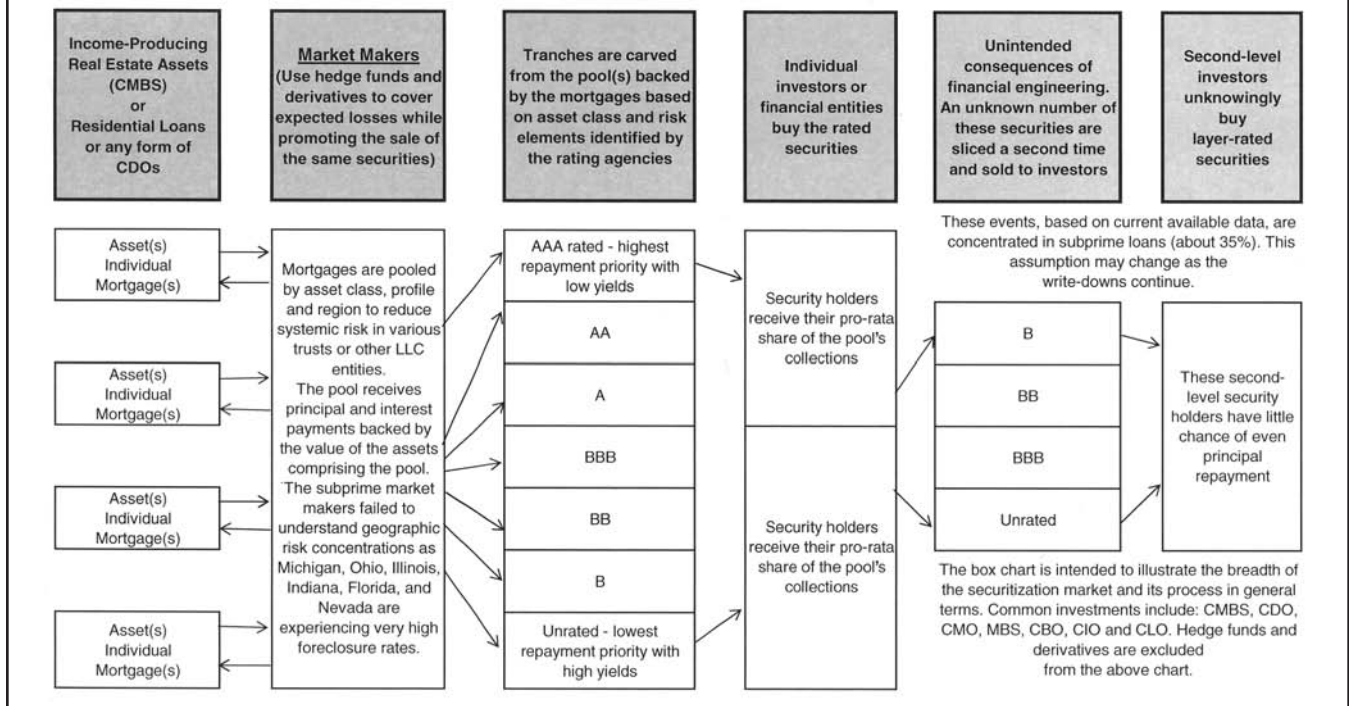 Income-Producing
Real Estate Assets
(CMBS)
or
Residential Loans
or any form of
CDOs
Market Makers
(Use hedge funds and
derivatives to cover
expected losses while
promoting the sale of
the same securities)
Tranches are carved
from the pool(s) backed
by the mortgages based
on asset class and risk
elements identified by
the rating agencies
Individual
investors or
financial entities
buy the rated
securities
Unintended
consequences of
financial engineering.
An unknown number of
these securities are
sliced a second time
and sold to investors
Second-level
investors
unknowingly
buy
layer-rated
securities
Asset(s)
Individual
Mortgage(s)
Asset(s)
Individual
Mortgage(s)
Asset(s)
Individual
Mortgage(s)
Asset(s)
Individual
Mortgage(s)
Mortgages are pooled
by asset class, profile
and region to reduce
systemic risk in various
trusts or other LLC
entities.
The pool receives
principal and interest
payments backed by
the value of the assets
comprising the pool.
The subprime market
makers failed to
understand geographic
risk concentrations as
Michigan, Ohio, Illinois,
Indiana, Florida, and
Nevada are
experiencing very high
foreclosure rates.
AAA rated - highest
repayment priority with
low yields
AA
A
BBB
BB
B
Unrated - lowest
repayment priority with
high yields
Security holders
receive their pro-rata
share of the pool's
collections
Security holders
receive their pro-rata
share of the pool's
collections
These events, based on current available data, are
concentrated in subprime loans (about 35%). This
assumption may change as the
write-downs continue.
B
BB
BBB
Unrated
These second-
level security
holders have little
chance of even
principal
repayment
The box chart is intended to illustrate the breadth of
the securitization market and its process in general
terms. Common investments include: CMBS, CDO,
CMO, MBS, CBO, CIO and CLO. Hedge funds and
derivatives are excluded
from the above chart.